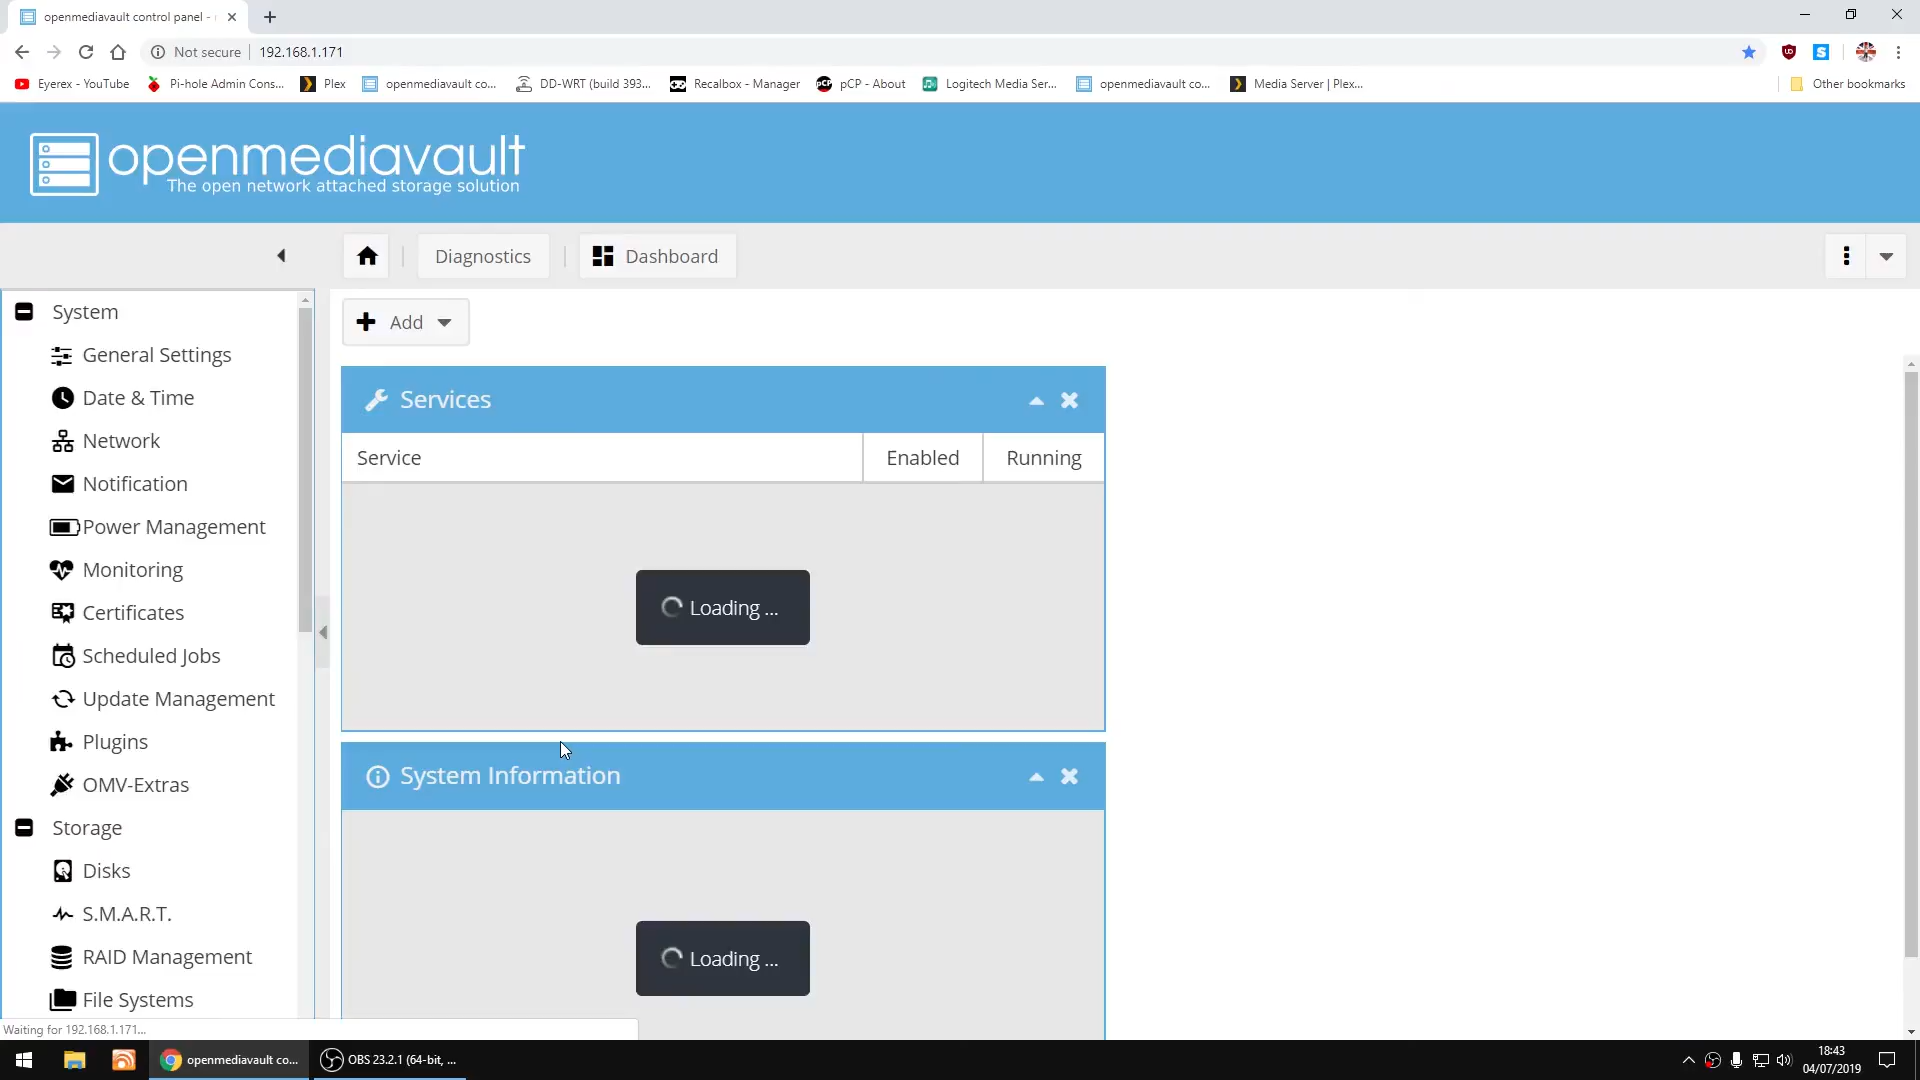 openmediavault control panel -
Not secure
192.168.1.171
Eyerex - YouTube
Pi-hole Admin Cons...
Plex
openmediavault co...
DD-WRT (build 393...
Recalbox - Manager
pCP - About
Logitech Media Ser...
openmediavault co...
Media Server | Plex...
Other bookmarks
openmediavault
The open network attached storage solution
Diagnostics
Dashboard
System
General Settings
Date & Time
Network
Notification
Power Management
Monitoring
Certificates
Scheduled Jobs
Update Management
Plugins
OMV-Extras
Storage
Disks
S.M.A.R.T.
RAID Management
File Systems
Add
Services
Service Enabled Running
Loading ...
System Information
Loading ...
Waiting for 192.168.1.171...
openmediavault co...
OBS 23.2.1 (64-bit, ...
18:43
04/07/2019